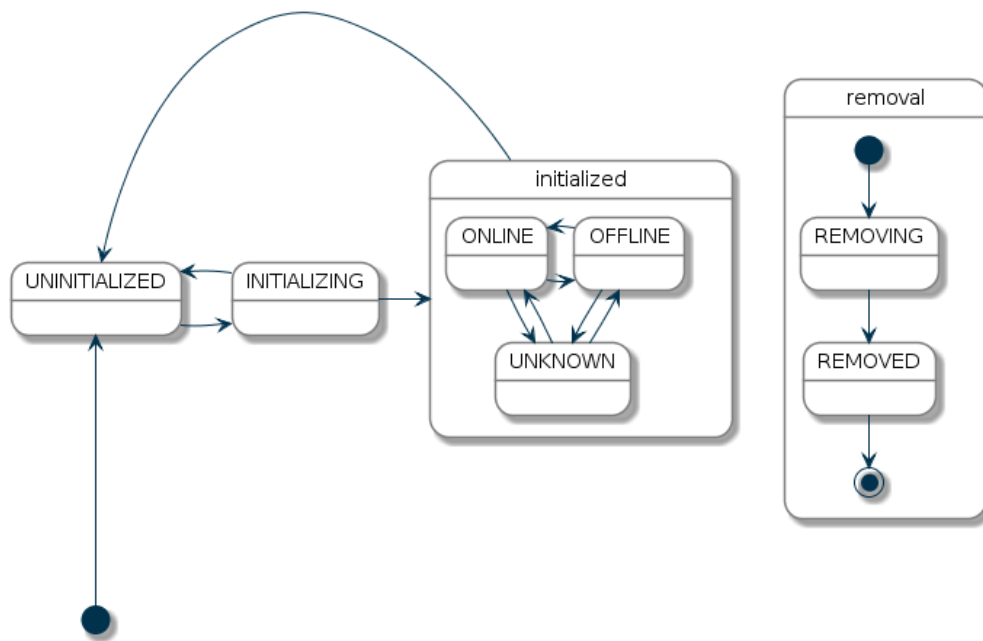 removal
initialized
ONLINE
OFFLINE
REMOVING
UNINITIALIZED
INITIALIZING
UNKNOWN
REMOVED